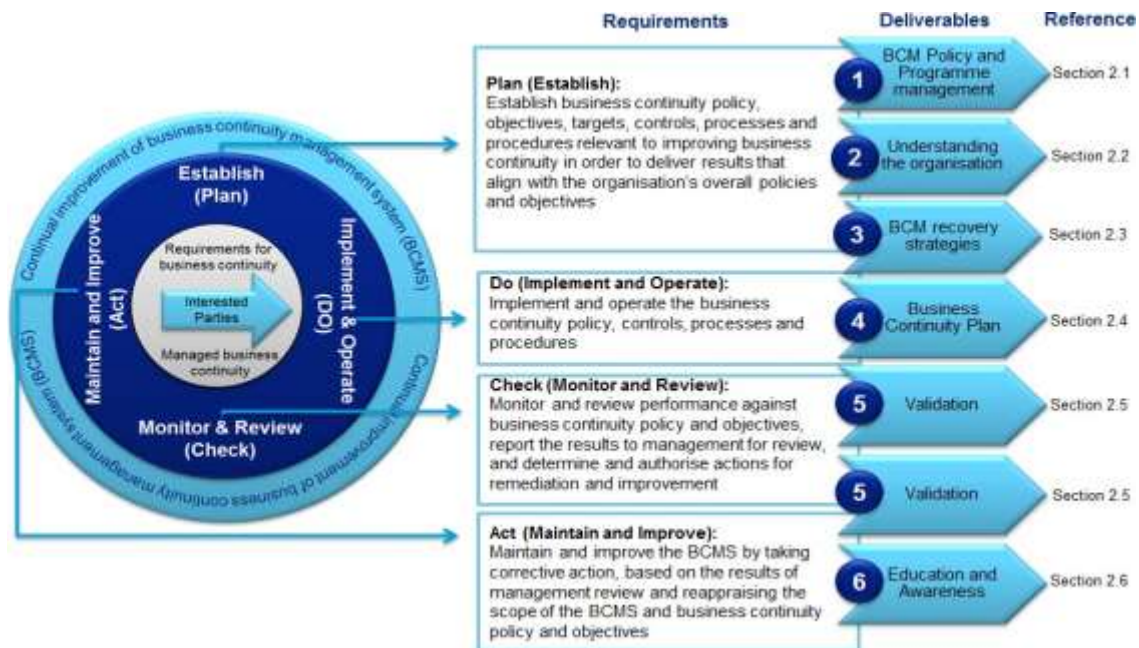 Requirements
Deliverables
Reference
Continual improvement of business continuity management system (BCMS)
Establish
(Plan)
Implement & Operate
(DO)
Monitor & Review
(Check)
Maintain and Improve
(Act)
Continual improvement of business continuity management system (BCMS)
Requirements for
business continuity
Interested
Parties
Managed business
continuity
Plan (Establish):
Establish business continuity policy,
objectives, targets, controls, processes and
procedures relevant to improving business
continuity in order to deliver results that
align with the organisation's overall policies
and objectives
Do (Implement and Operate):
Implement and operate the business
continuity policy, controls, processes and
procedures
Check (Monitor and Review):
Monitor and review performance against
business continuity policy and objectives,
report the results to management for review,
and determine and authorise actions for
remediation and improvement
Act (Maintain and Improve):
Maintain and improve the BCMS by taking
corrective action, based on the results of
management review and reappraising the
scope of the BCMS and business continuity
policy and objectives
1
BCM Policy and
Programme
management
Section 2.1
2
Understanding
the organisation
Section 2.2
3
BCM recovery
strategies
Section 2.3
4
Business
Continuity Plan
Section 2.4
5
Validation
Section 2.5
5
Validation
Section 2.5
6
Education and
Awareness
Section 2.6